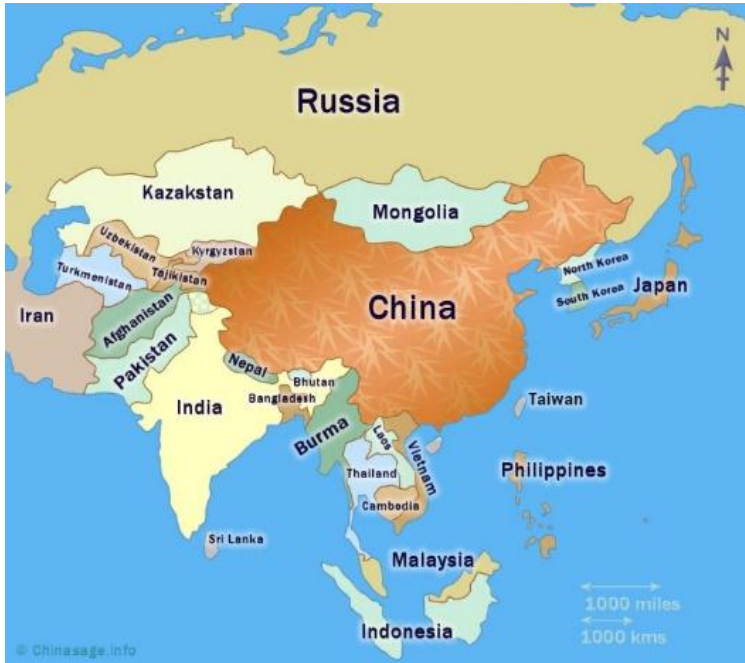 N
Russia
Kazakstan
Mongolia
Uzbekistan
Kyrgyzstan
Turkmenistan
Tajikistan
North Korea
South Korea
Japan
Iran
Afghanistan
China
Pakistan
Nepal
Bhutan
India
Bangladesh
Taiwan
Burma
Laos
Vietnam
Thailand
Philippines
Cambodia
Sri Lanka
Malaysia
1000 miles
Indonesia
1000 kms
© Chinasage.info